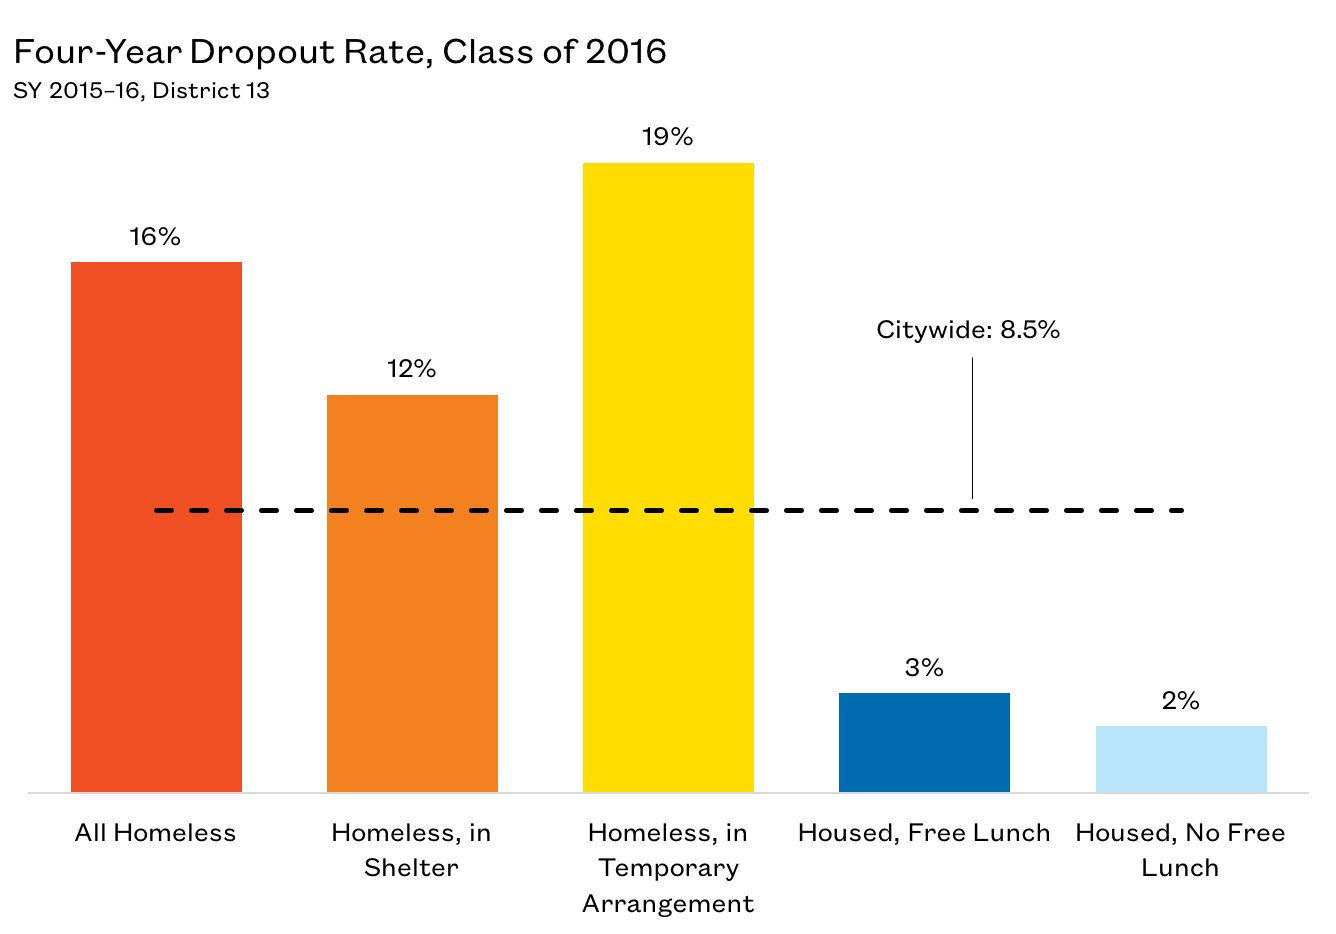 Four-Year Dropout Rate, Class of 2016
SY 2015–16, District 13
19%
16%
Citywide: 8.5%
12%
3%
2%
All Homeless
Homeless, in
Shelter
Homeless, in
Temporary
Arrangement
Housed, Free Lunch
Housed, No Free
Lunch